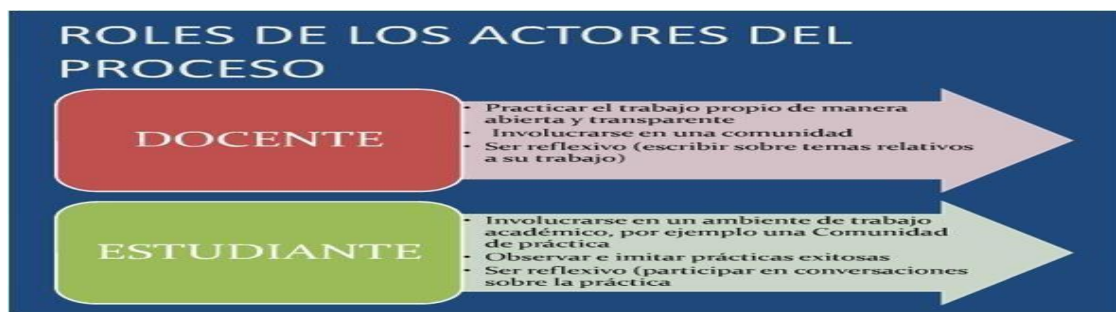 ROLES DE LOS ACTORES DEL
PROCESO
DOCENTE
• Practicar el trabajo propio de manera
abierta y transparente
• Involucrarse en una comunidad
• Ser reflexivo (escribir sobre temas relativos
a su trabajo)
ESTUDIANTE
• Involucrarse en un ambiente de trabajo
académico, por ejemplo una Comunidad
de práctica
• Observar e imitar prácticas exitosas
• Ser reflexivo (participar en conversaciones
sobre la práctica